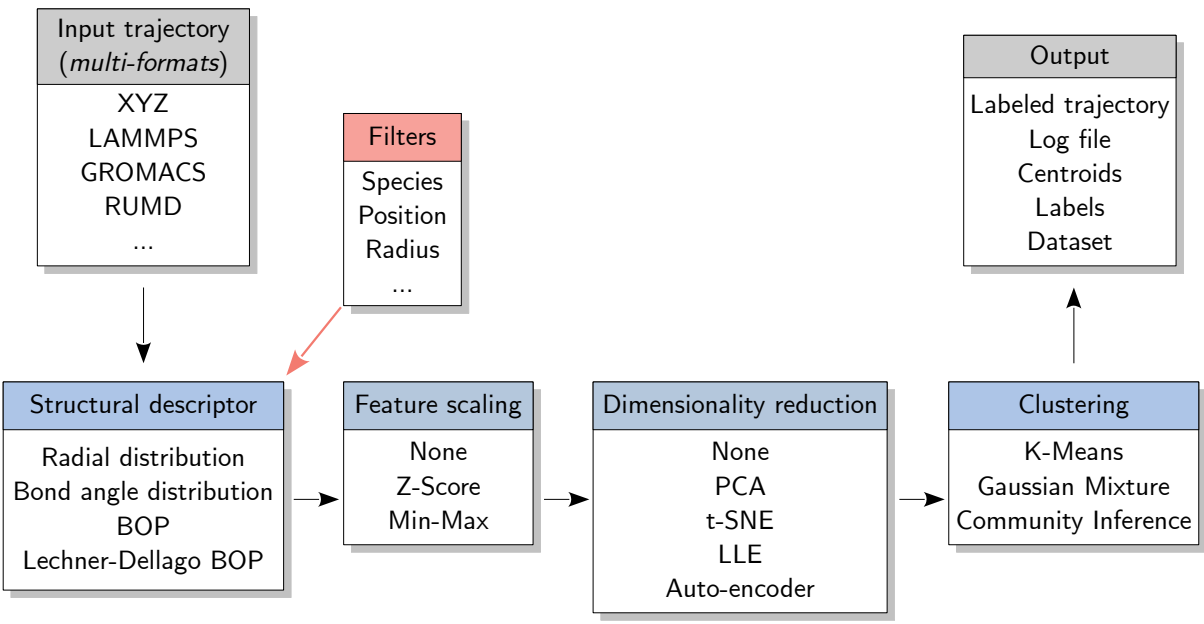 Input trajectory
(multi-formats)
XYZ
LAMMPS
GROMACS
RUMD
...
Filters
Species
Position
Radius
...
Output
Labeled trajectory
Log file
Centroids
Labels
Dataset
Structural descriptor
Radial distribution
Bond angle distribution
BOP
Lechner-Dellago BOP
Feature scaling
None
Z-Score
Min-Max
Dimensionality reduction
None
PCA
t-SNE
LLE
Auto-encoder
Clustering
K-Means
Gaussian Mixture
Community Inference